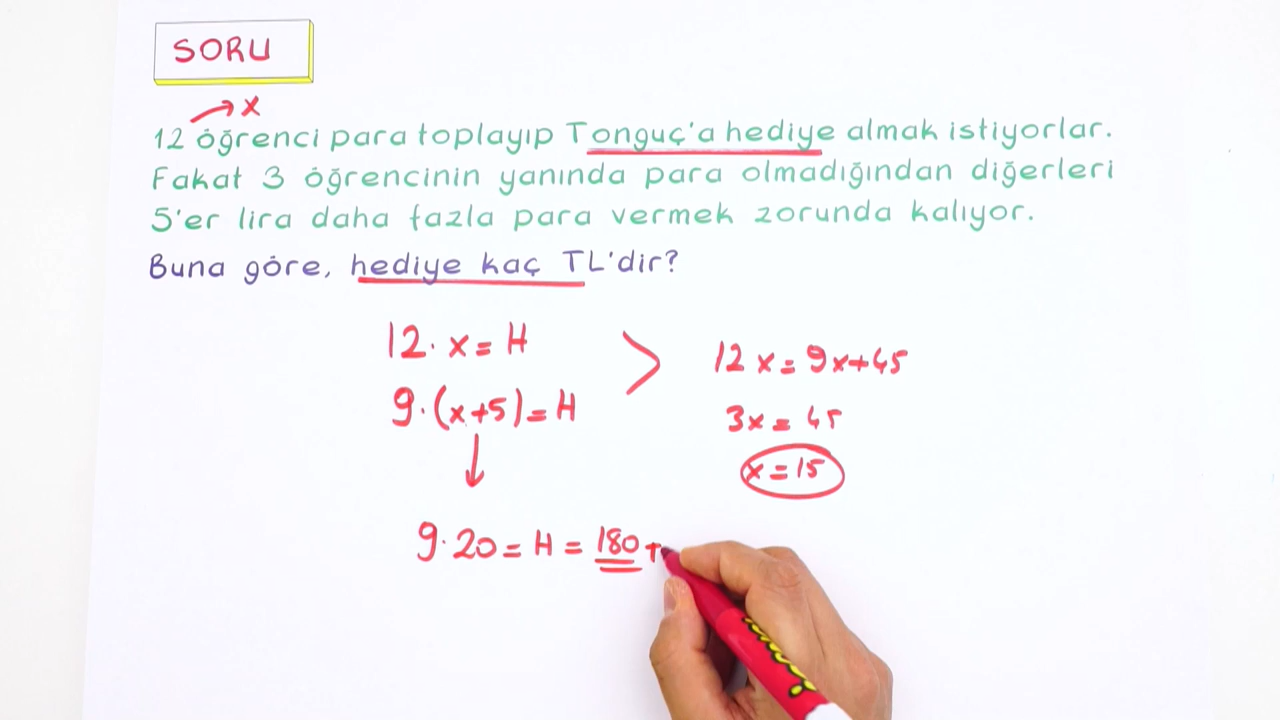 SORU
x
12 öğrenci para toplayıp Tonguç'a hediye almak istiyorlar.
Fakat 3 öğrencinin yanında para olmadığından diğerleri
5'er lira daha fazla para vermek zorunda kalıyor.
Buna göre, hediye kaç TL'dir?
12. x = H
9.(x+5) = H
>
12x = 9x+45
3x = 45
x = 15
9.20 = H = 180